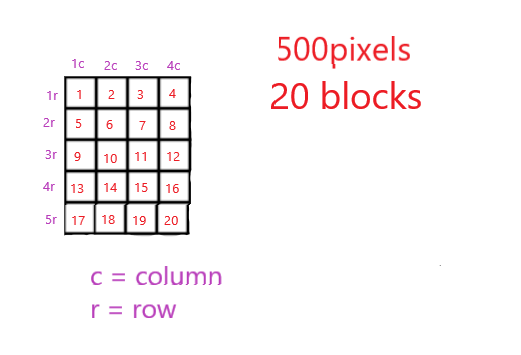 500pixels
20 blocks
1c 2c 3c 4c
1r 1 2 3 4
2r 5 6 7 8
3r 9 10 11 12
4r 13 14 15 16
5r 17 18 19 20
c = column
r = row